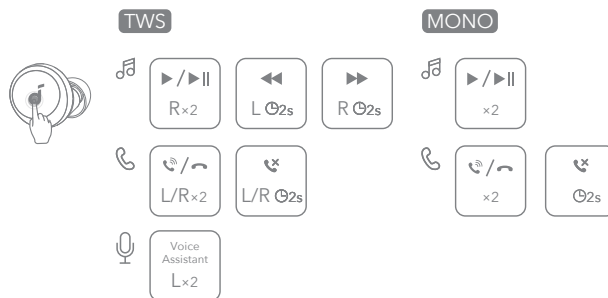 TWS
MONO
R×2
L 2s
R 2s
×2
L/R×2
L/R 2s
×2
2s
Voice
Assistant
L×2